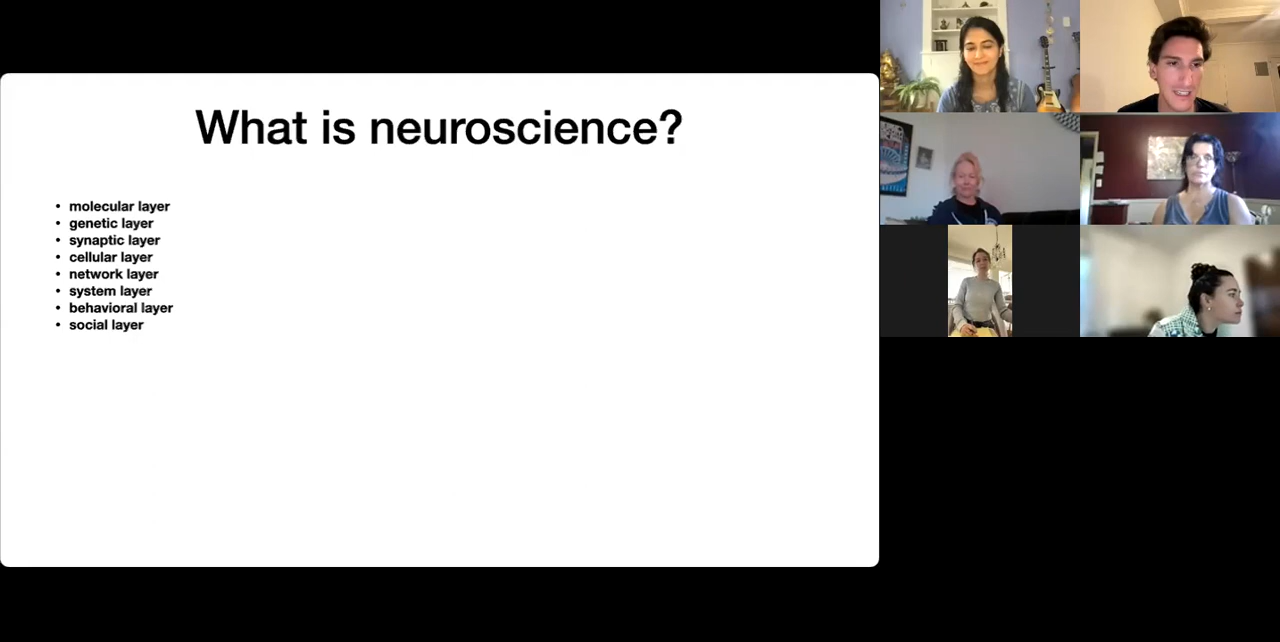 What is neuroscience?
• molecular layer
• genetic layer
• synaptic layer
• cellular layer
• network layer
• system layer
• behavioral layer
• social layer